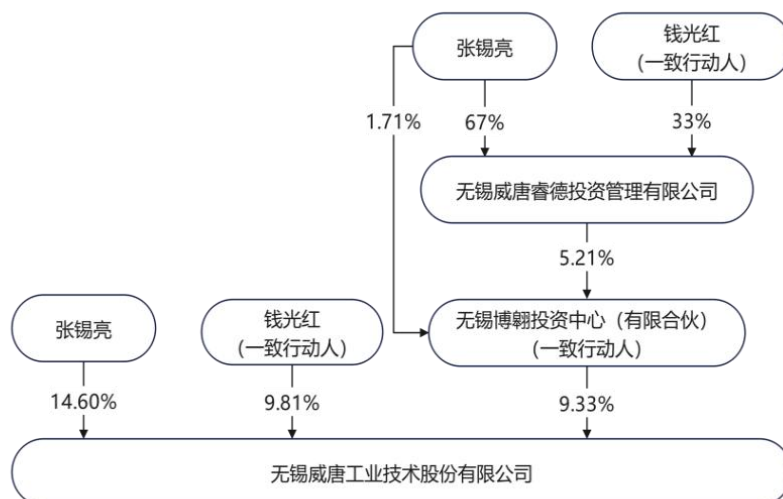 张锡亮
钱光红
（一致行动人）
1.71%
67%
33%
无锡威唐睿德投资管理有限公司
5.21%
张锡亮
钱光红
（一致行动人）
无锡博翱投资中心（有限合伙）
（一致行动人）
14.60%
9.81%
9.33%
无锡威唐工业技术股份有限公司